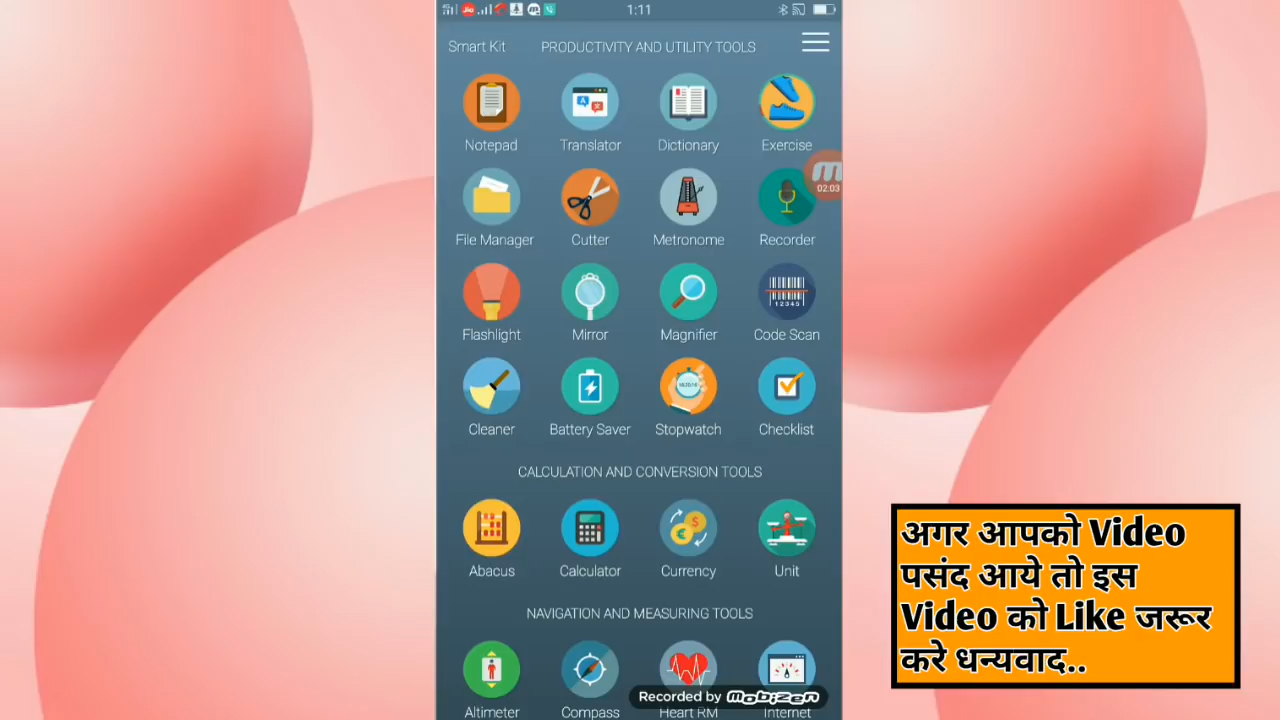 Jio
1:11
Smart Kit PRODUCTIVITY AND UTILITY TOOLS
Notepad Translator Dictionary Exercise
02:03
File Manager Cutter Metronome Recorder
12345
Flashlight Mirror Magnifier Code Scan
Cleaner Battery Saver Stopwatch Checklist
CALCULATION AND CONVERSION TOOLS
Abacus Calculator Currency Unit
NAVIGATION AND MEASURING TOOLS
Recorded by Mobizen
Altimeter Compass Heart RM Internet
अगर आपको Video
पसंद आये तो इस
Video को Like जरूर
करे धन्यवाद..